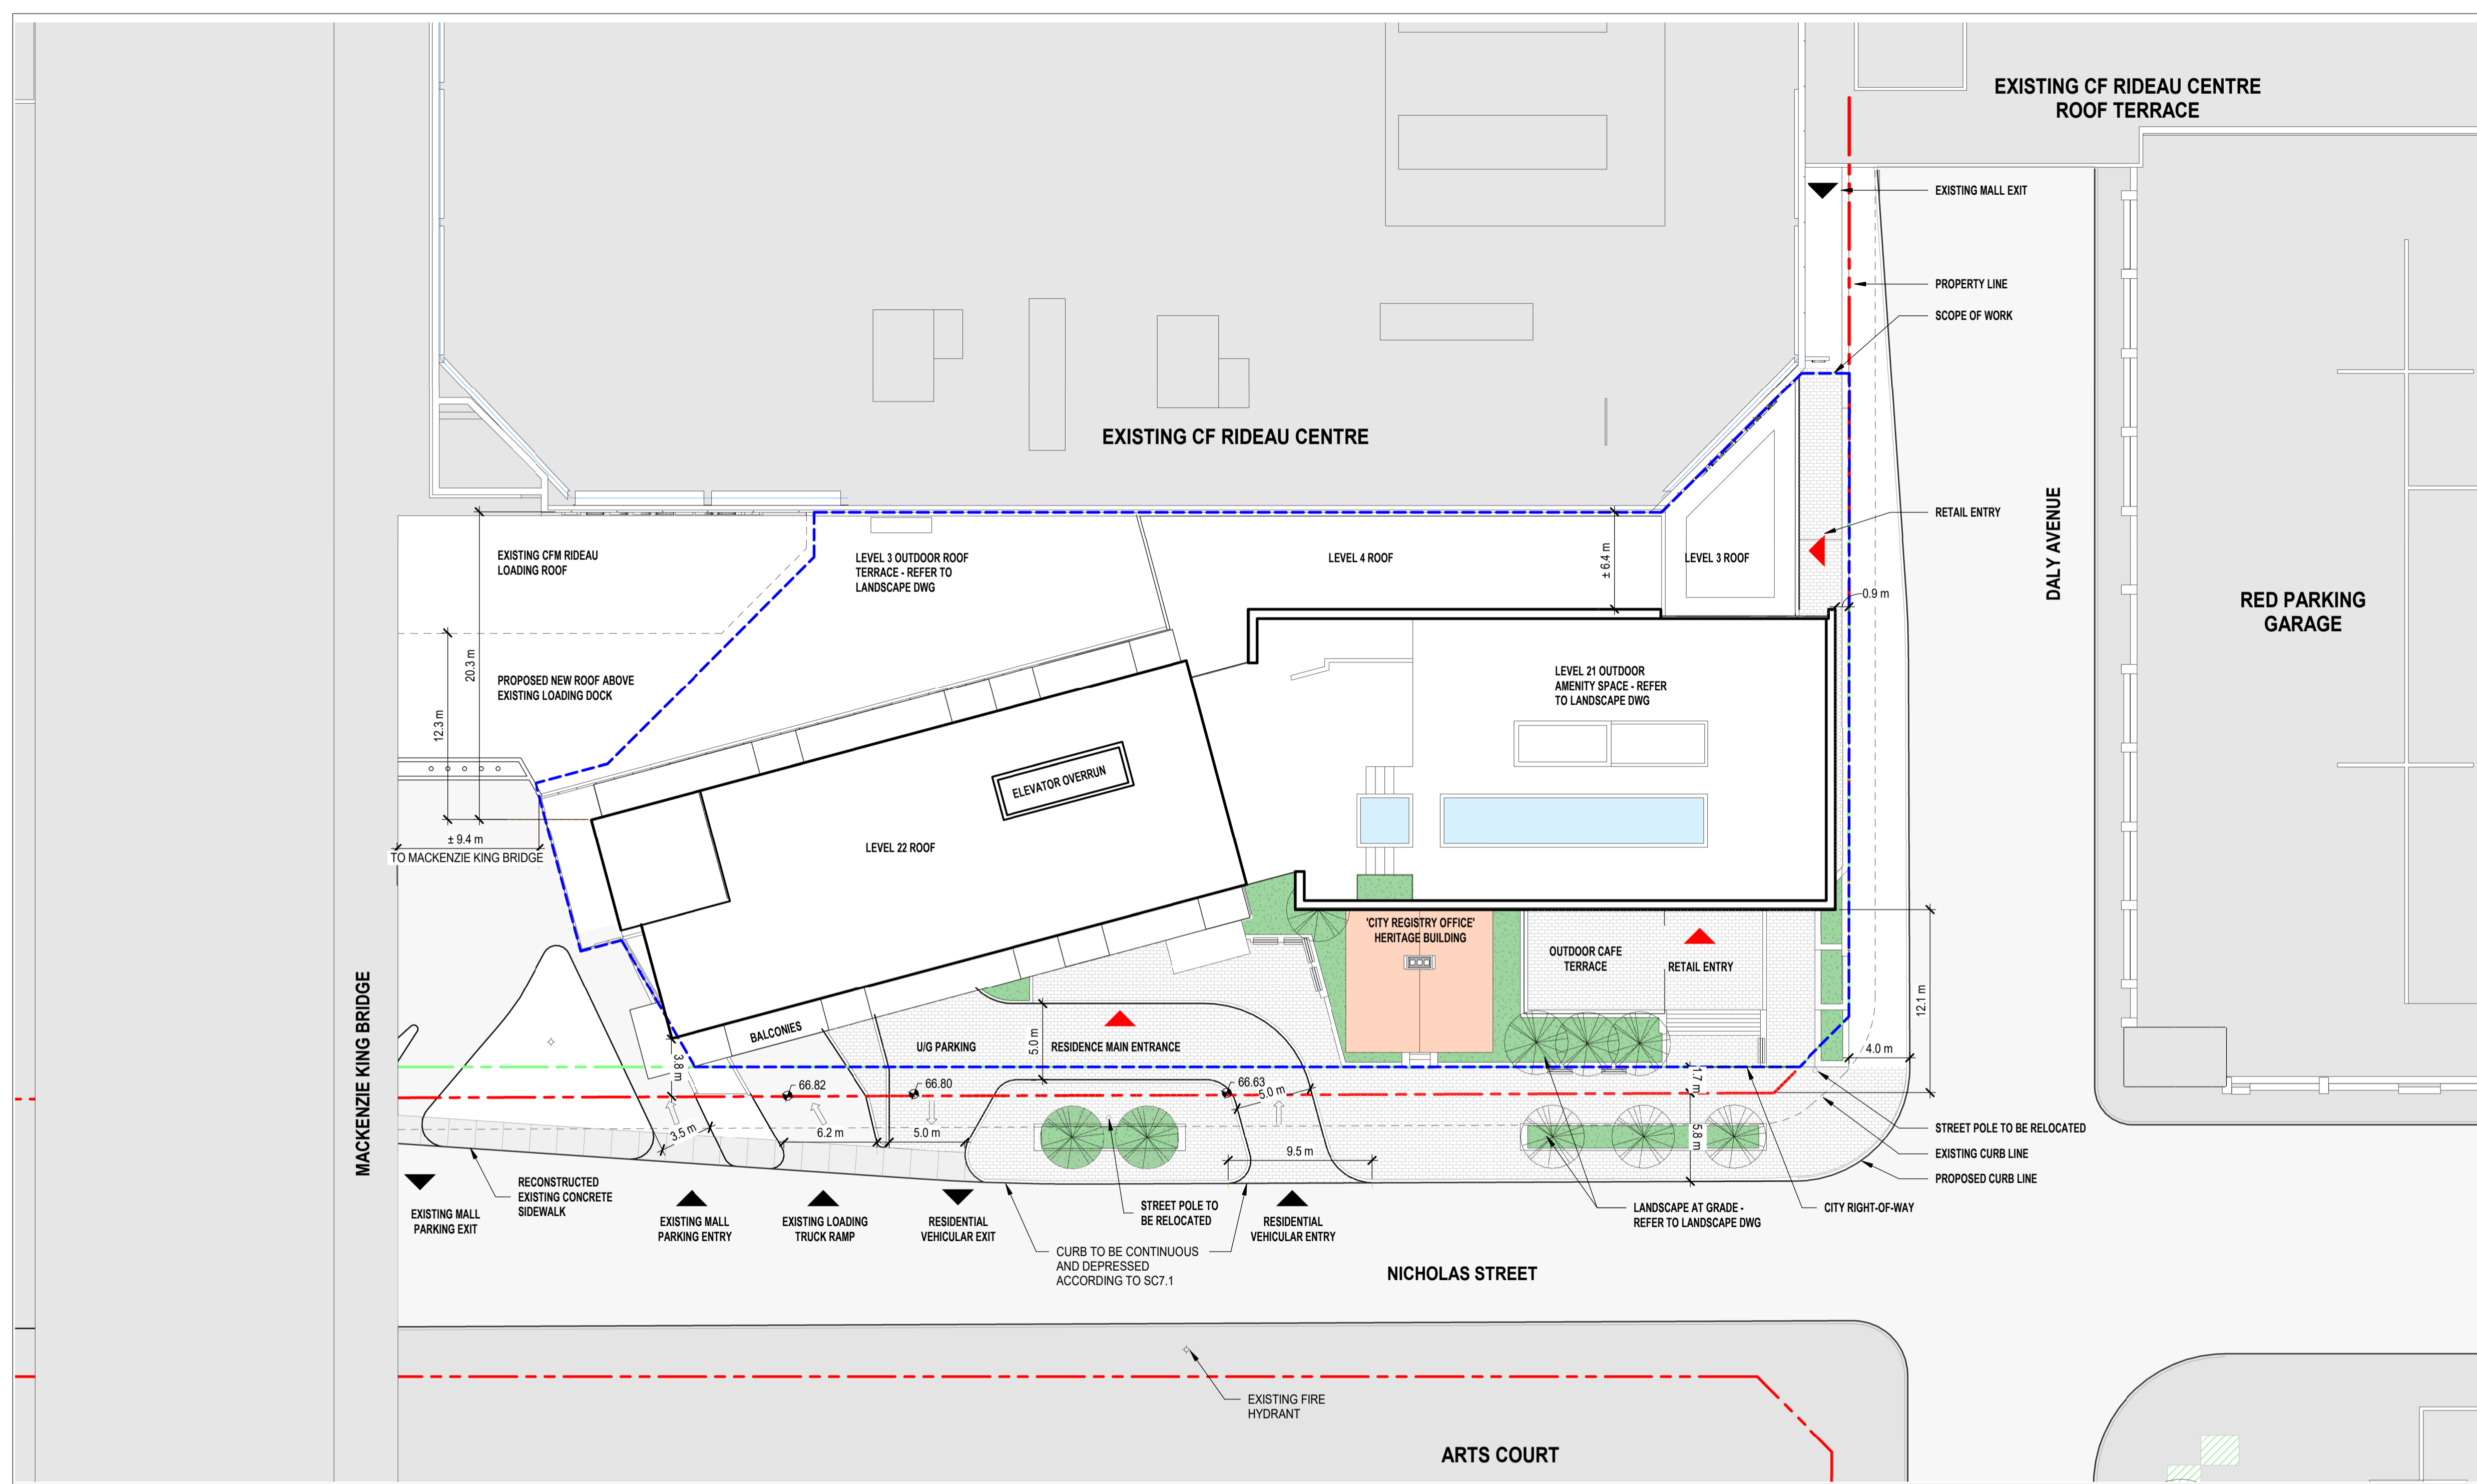 EXISTING CF RIDEAU CENTRE
ROOF TERRACE
EXISTING MALL EXIT
PROPERTY LINE
SCOPE OF WORK
EXISTING CF RIDEAU CENTRE
RETAIL ENTRY
DALY AVENUE
RED PARKING
GARAGE
EXISTING CFM RIDEAU
LOADING ROOF
LEVEL 3 OUTDOOR ROOF
TERRACE - REFER TO
LANDSCAPE DWG
LEVEL 4 ROOF
± 6.4 m
LEVEL 3 ROOF
0.9 m
20.3 m
12.3 m
PROPOSED NEW ROOF ABOVE
EXISTING LOADING DOCK
LEVEL 21 OUTDOOR
AMENITY SPACE - REFER
TO LANDSCAPE DWG
ELEVATOR OVERRUN
± 9.4 m
TO MACKENZIE KING BRIDGE
LEVEL 22 ROOF
'CITY REGISTRY OFFICE'
HERITAGE BUILDING
OUTDOOR CAFE
TERRACE
RETAIL ENTRY
12.1 m
MACKENZIE KING BRIDGE
BALCONIES
U/G PARKING
5.0 m
RESIDENCE MAIN ENTRANCE
4.0 m
3.8 m
66.82
66.80
66.63
5.0 m
1.7 m
3.5 m
6.2 m
5.0 m
9.5 m
5.8 m
STREET POLE TO BE RELOCATED
EXISTING CURB LINE
PROPOSED CURB LINE
RECONSTRUCTED
EXISTING CONCRETE
SIDEWALK
EXISTING MALL
PARKING EXIT
EXISTING MALL
PARKING ENTRY
EXISTING LOADING
TRUCK RAMP
RESIDENTIAL
VEHICULAR EXIT
STREET POLE TO
BE RELOCATED
RESIDENTIAL
VEHICULAR ENTRY
LANDSCAPE AT GRADE -
REFER TO LANDSCAPE DWG
CITY RIGHT-OF-WAY
CURB TO BE CONTINUOUS
AND DEPRESSED
ACCORDING TO SC7.1
NICHOLAS STREET
EXISTING FIRE
HYDRANT
ARTS COURT